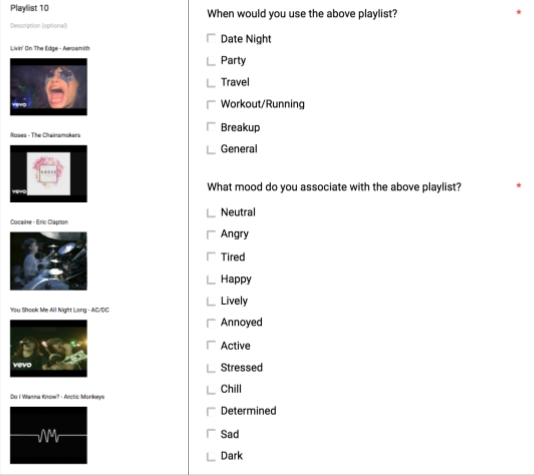 Playlist 10
Description (optional)
Livin' On The Edge - Aerosmith
vevo
Roses - The Chainsmokers
ROSES
vevo
Cocaine - Eric Clapton
You Shook Me All Night Long - AC/DC
vevo
Do I Wanna Know? - Arctic Monkeys
When would you use the above playlist? *
Date Night
Party
Travel
Workout/Running
Breakup
General
What mood do you associate with the above playlist? *
Neutral
Angry
Tired
Happy
Lively
Annoyed
Active
Stressed
Chill
Determined
Sad
Dark